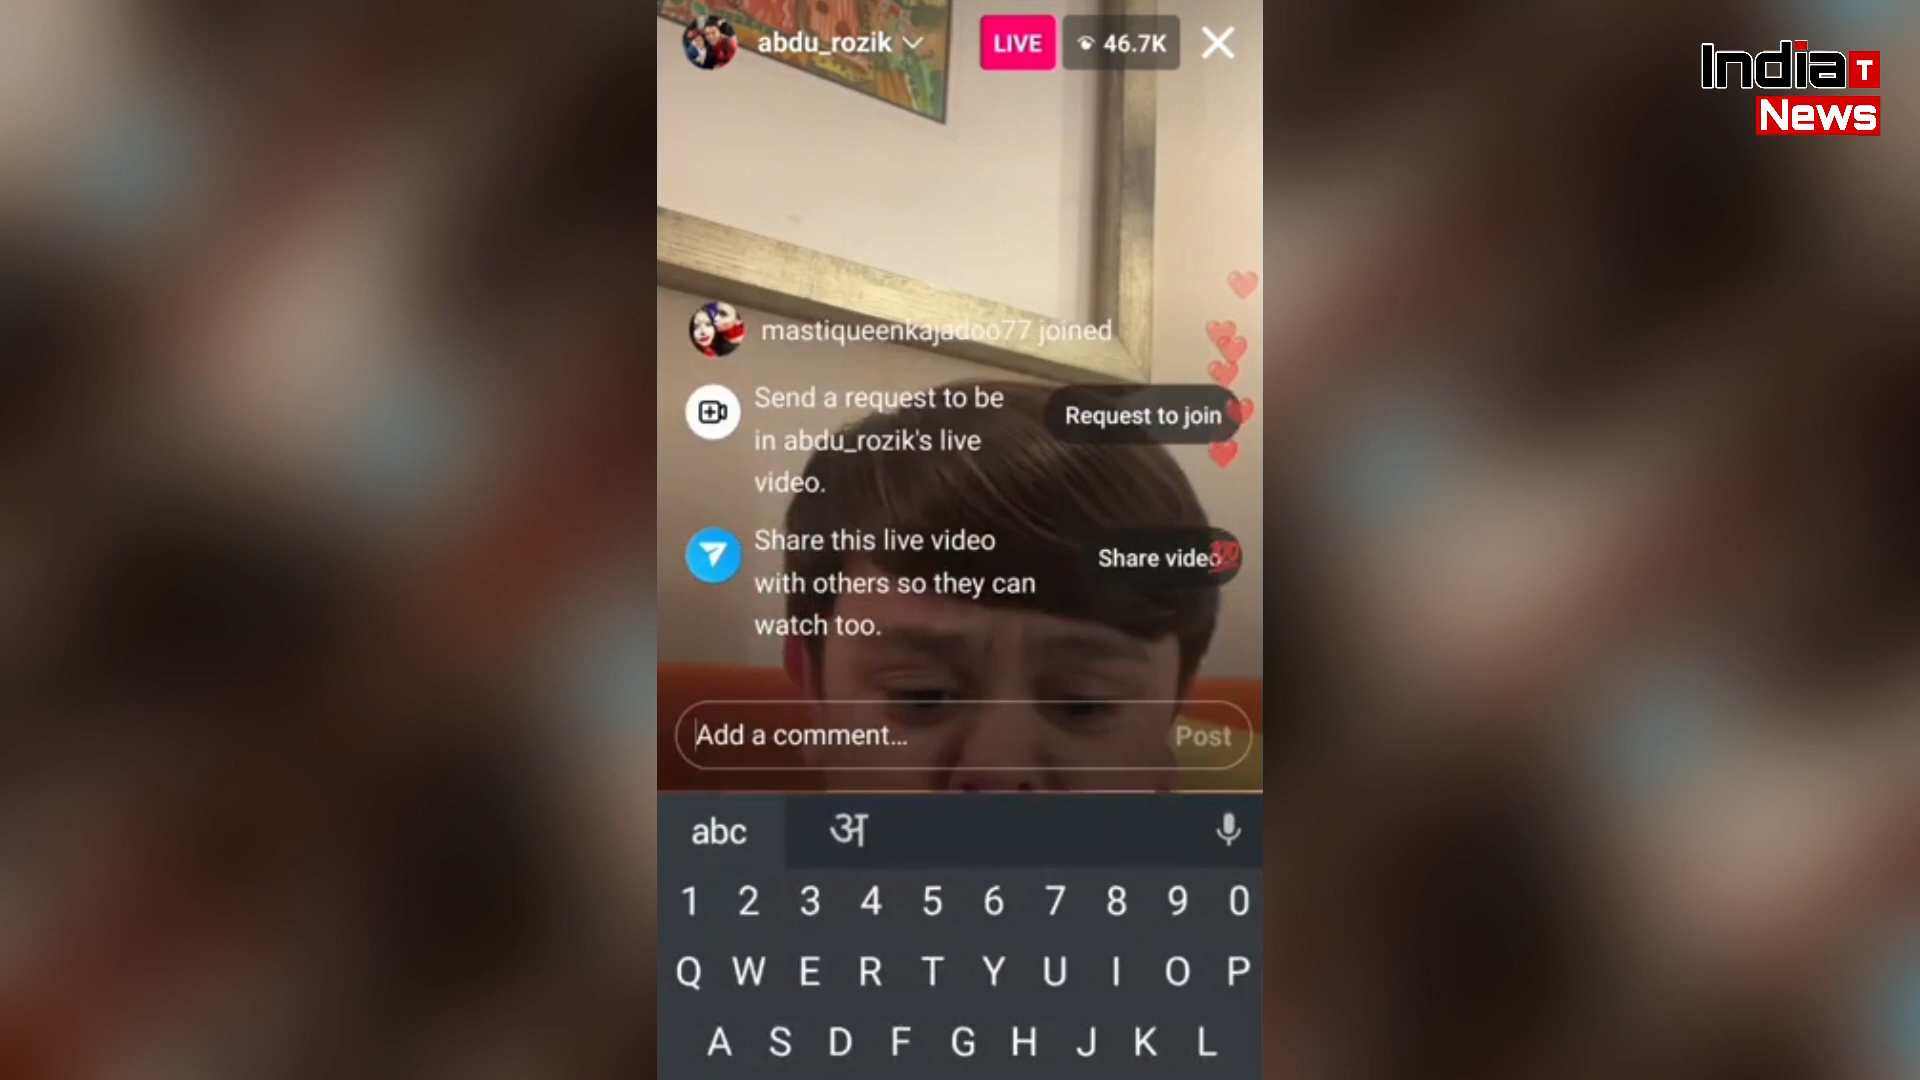 abdu_rozik
LIVE
46.7K
India T
News
mastiqueenkajadoo77 joined
Send a request to be
in abdu_rozik's live
video.
Request to join
Share this live video
with others so they can
watch too.
Share video
💯
Add a comment...
Post
abc
अ
1 2 3 4 5 6 7 8 9 0
Q W E R T Y U I O P
A S D F G H J K L